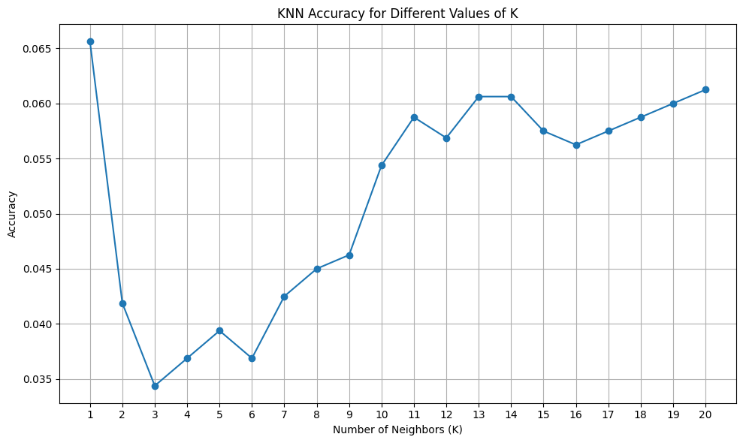 KNN Accuracy for Different Values of K
Accuracy
0.065
0.060
0.055
0.050
0.045
0.040
0.035
1 2 3 4 5 6 7 8 9 10 11 12 13 14 15 16 17 18 19 20
Number of Neighbors (K)